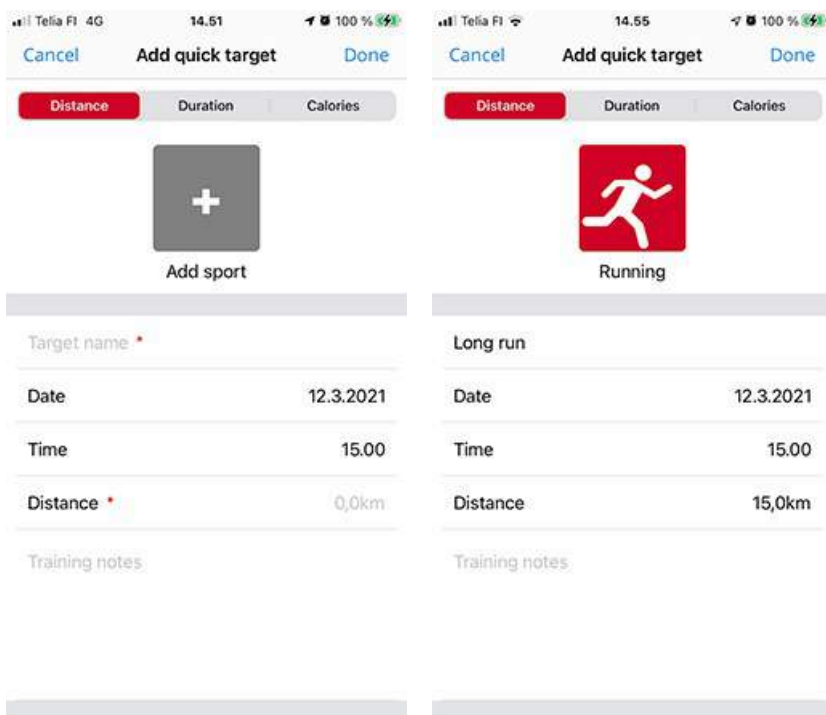 Telia FI 4G 14.51 100 %
Cancel Add quick target Done
Distance Duration Calories
Add sport
Target name *
Date 12.3.2021
Time 15.00
Distance * 0,0km
Training notes
Telia FI 14.55 100 %
Cancel Add quick target Done
Distance Duration Calories
Running
Long run
Date 12.3.2021
Time 15.00
Distance 15,0km
Training notes